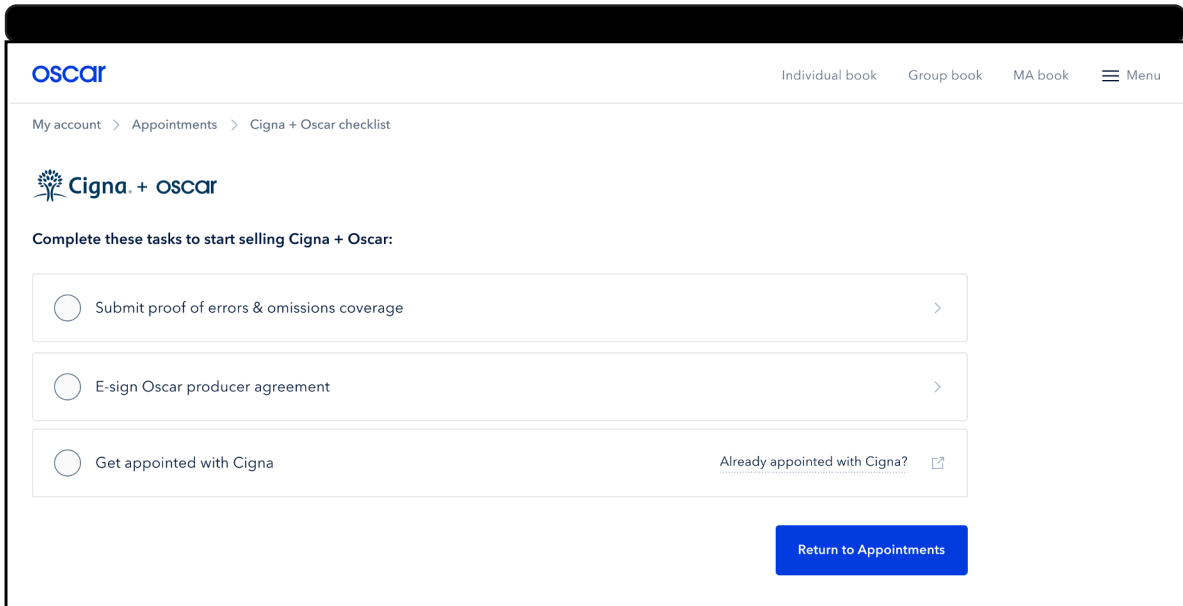 oscar
Individual book Group book MA book Menu
My account > Appointments > Cigna + Oscar checklist
Cigna. + oscar
Complete these tasks to start selling Cigna + Oscar:
Submit proof of errors & omissions coverage
E-sign Oscar producer agreement
Get appointed with Cigna Already appointed with Cigna?
Return to Appointments